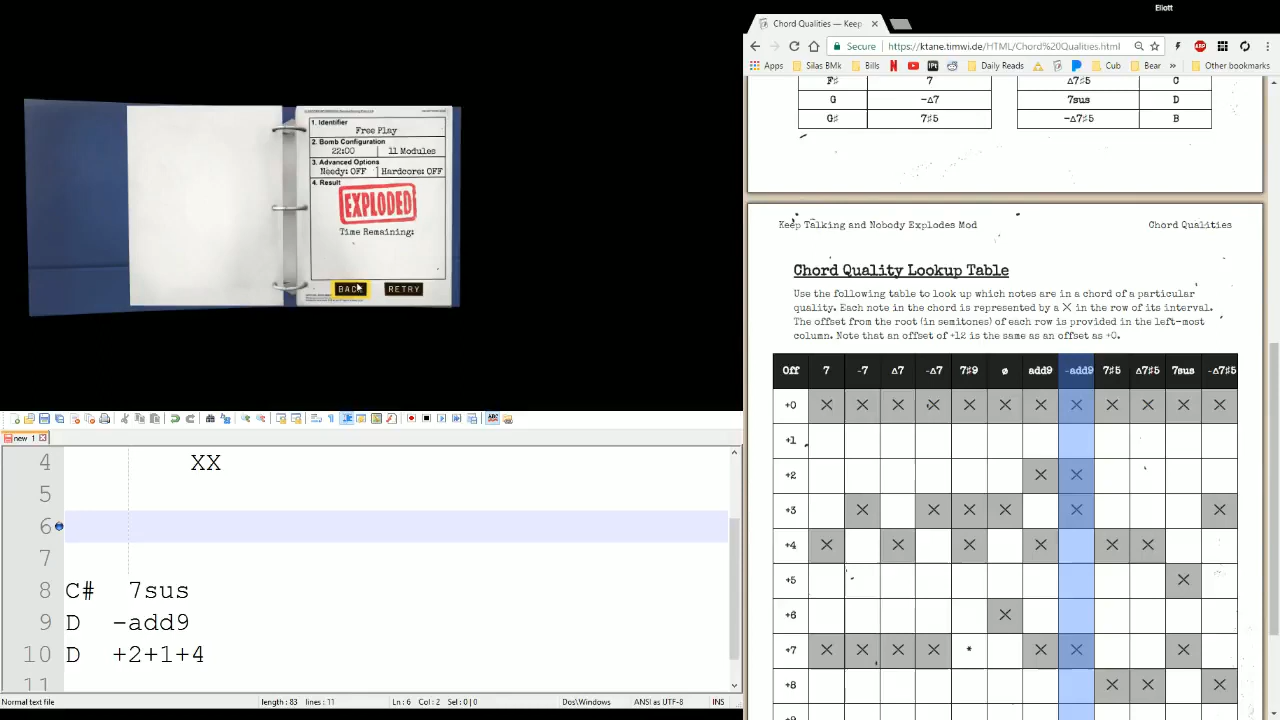 Eliott
Chord Qualities — Keep
Secure
https://ktane.timwi.de/HTML/Chord%20Qualities.html
Apps Silas BMk Bills Daily Reads Cub Bear » Other bookmarks
F♯ 7 Δ7♯5 C
G -Δ7 7sus D
G♯ 7♯5 -Δ7♯5 B
Keep Talking and Nobody Explodes Mod Chord Qualities
Chord Quality Lookup Table
Use the following table to look up which notes are in a chord of a particular
quality. Each note in the chord is represented by a X in the row of its interval.
The offset from the root (in semitones) of each row is provided in the left-most
column. Note that an offset of +12 is the same as an offset as +0.
Off 7 -7 Δ7 -Δ7 7♯9 ø add9 -add9 7♯5 Δ7♯5 7sus -Δ7♯5
+0 X X X X X X X X X X X X
+1
+2 X X
+3 X X X X X X
+4 X X X X X X
+5 X
+6 X
+7 X X X X * X X X
+8 X X X
1. Identifier
Free Play
2. Bomb Configuration
22:00 11 Modules
3. Advanced Options
Needy: OFF Hardcore: OFF
4. Result
EXPLODED
Time Remaining:
BACK RETRY
new 1
4 XX
5
6
7
8 C# 7sus
9 D -add9
10 D +2+1+4
11
Normal text file length: 83 lines: 11 Ln: 6 Col: 2 Sel: 0 | 0 Dos\Windows ANSI as UTF-8 INS